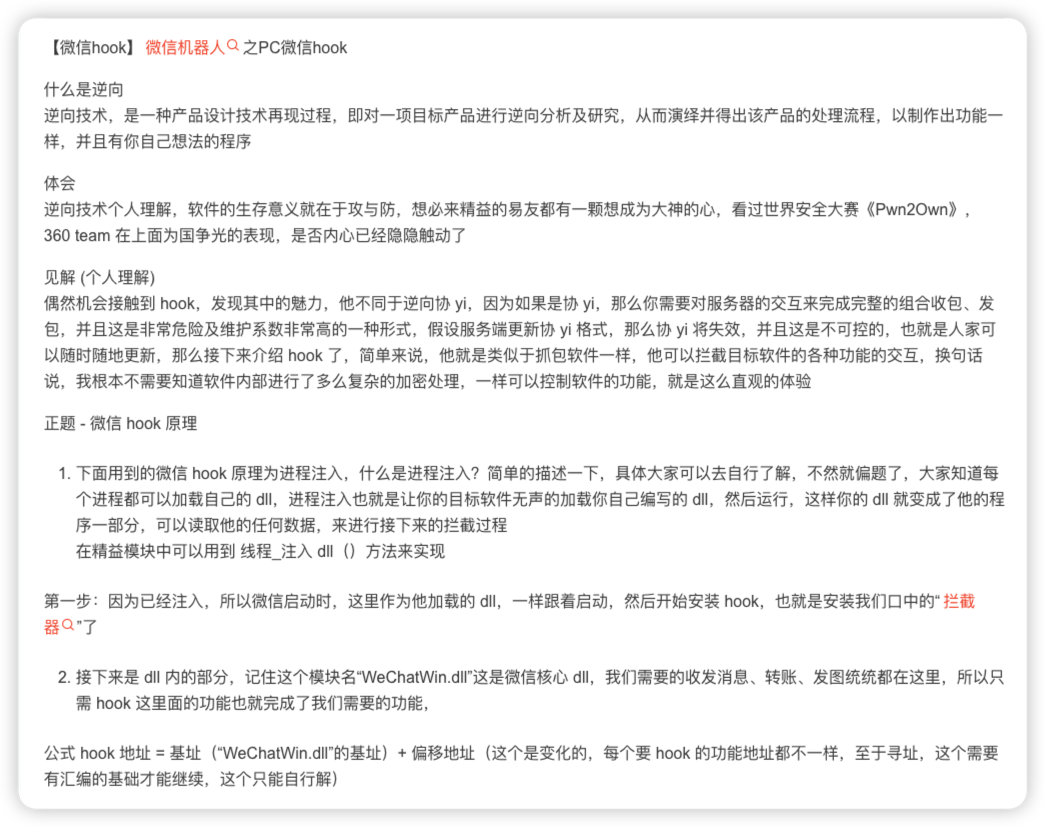 【微信hook】 微信机器人 之PC微信hook
什么是逆向
逆向技术，是一种产品设计技术再现过程，即对一项目标产品进行逆向分析及研究，从而演绎并得出该产品的处理流程，以制作出功能一
样，并且有你自己想法的程序
体会
逆向技术个人理解，软件的生存意义就在于攻与防，想必来精益的易友都有一颗想成为大神的心，看过世界安全大赛《Pwn2Own》，
360 team 在上面为国争光的表现，是否内心已经隐隐触动了
见解 (个人理解)
偶然机会接触到 hook，发现其中的魅力，他不同于逆向协 yi，因为如果是协 yi，那么你需要对服务器的交互来完成完整的组合收包、发
包，并且这是非常危险及维护系数非常高的一种形式，假设服务端更新协 yi 格式，那么协 yi 将失效，并且这是不可控的，也就是人家可
以随时随地更新，那么接下来介绍 hook 了，简单来说，他就是类似于抓包软件一样，他可以拦截目标软件的各种功能的交互，换句话
说，我根本不需要知道软件内部进行了多么复杂的加密处理，一样可以控制软件的功能，就是这么直观的体验
正题 - 微信 hook 原理
1. 下面用到的微信 hook 原理为进程注入，什么是进程注入？简单的描述一下，具体大家可以去自行了解，不然就偏题了，大家知道每
个进程都可以加载自己的 dll，进程注入也就是让你的目标软件无声的加载你自己编写的 dll，然后运行，这样你的 dll 就变成了他的程
序一部分，可以读取他的任何数据，来进行接下来的拦截过程
在精益模块中可以用到 线程_注入 dll（）方法来实现
第一步：因为已经注入，所以微信启动时，这里作为他加载的 dll，一样跟着启动，然后开始安装 hook，也就是安装我们口中的“ 拦截
器 ”了
2. 接下来是 dll 内的部分，记住这个模块名“WeChatWin.dll”这是微信核心 dll，我们需要的收发消息、转账、发图统统都在这里，所以只
需 hook 这里面的功能也就完成了我们需要的功能，
公式 hook 地址 = 基址（“WeChatWin.dll”的基址）+ 偏移地址（这个是变化的，每个要 hook 的功能地址都不一样，至于寻址，这个需要
有汇编的基础才能继续，这个只能自行解）